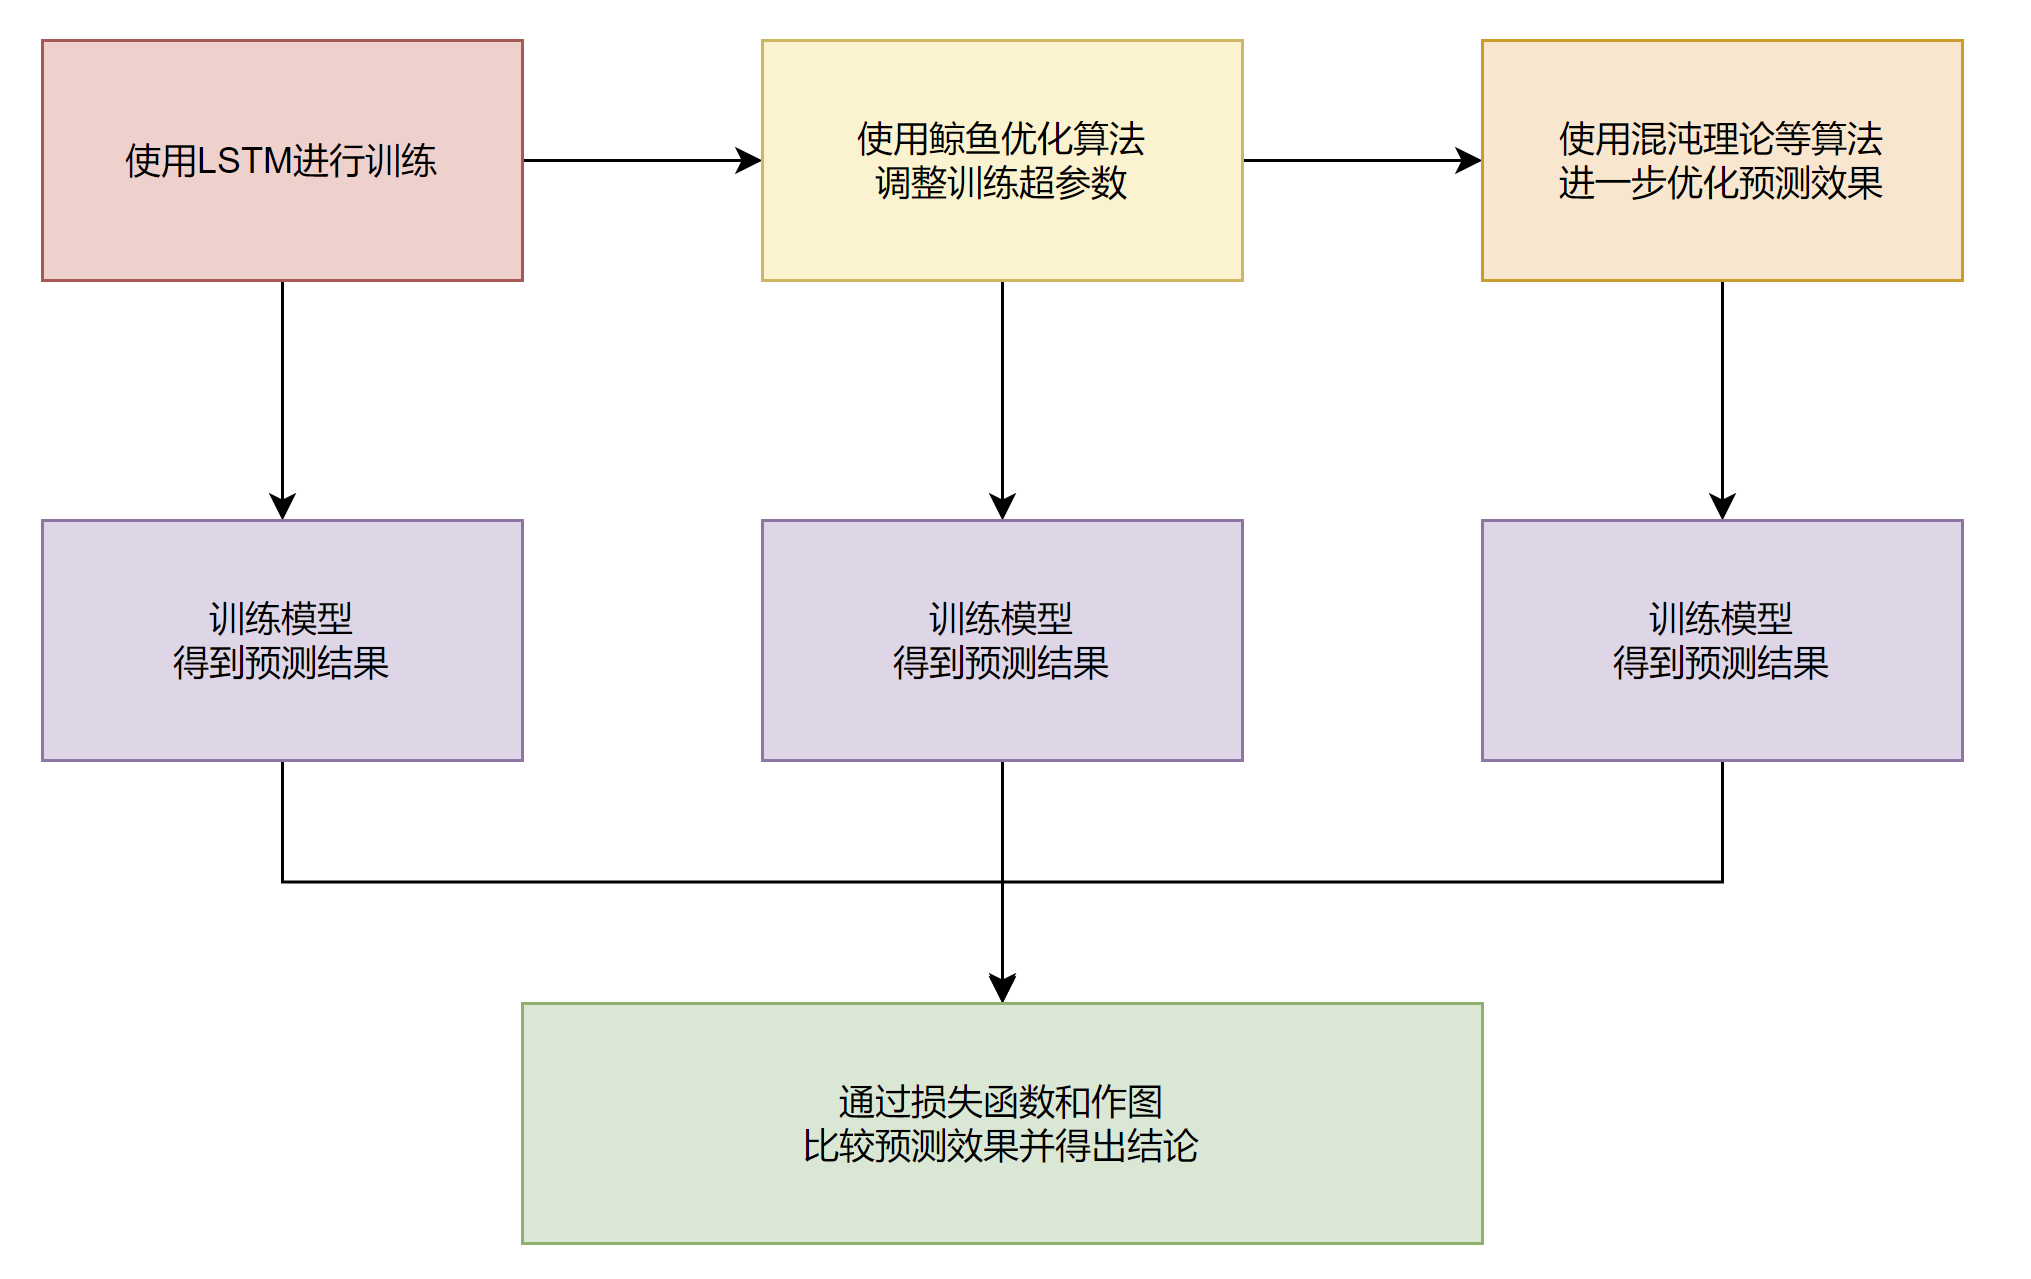 使用LSTM进行训练
使用鲸鱼优化算法
调整训练超参数
使用混沌理论等算法
进一步优化预测效果
训练模型
得到预测结果
训练模型
得到预测结果
训练模型
得到预测结果
通过损失函数和作图
比较预测效果并得出结论